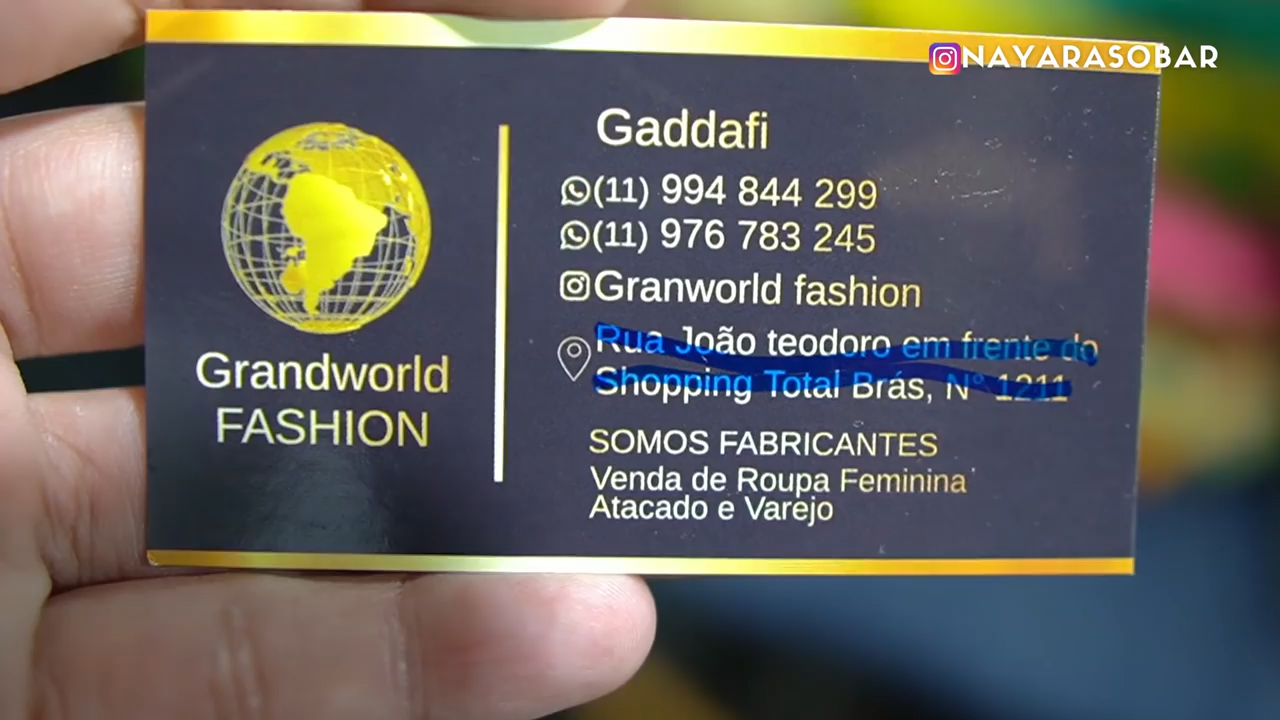 NAYARASOBAR
Gaddafi
(11) 994 844 299
(11) 976 783 245
Granworld fashion
Rua João teodoro em frente do
Shopping Total Brás, N° 1211
SOMOS FABRICANTES
Venda de Roupa Feminina
Atacado e Varejo
Grandworld
FASHION